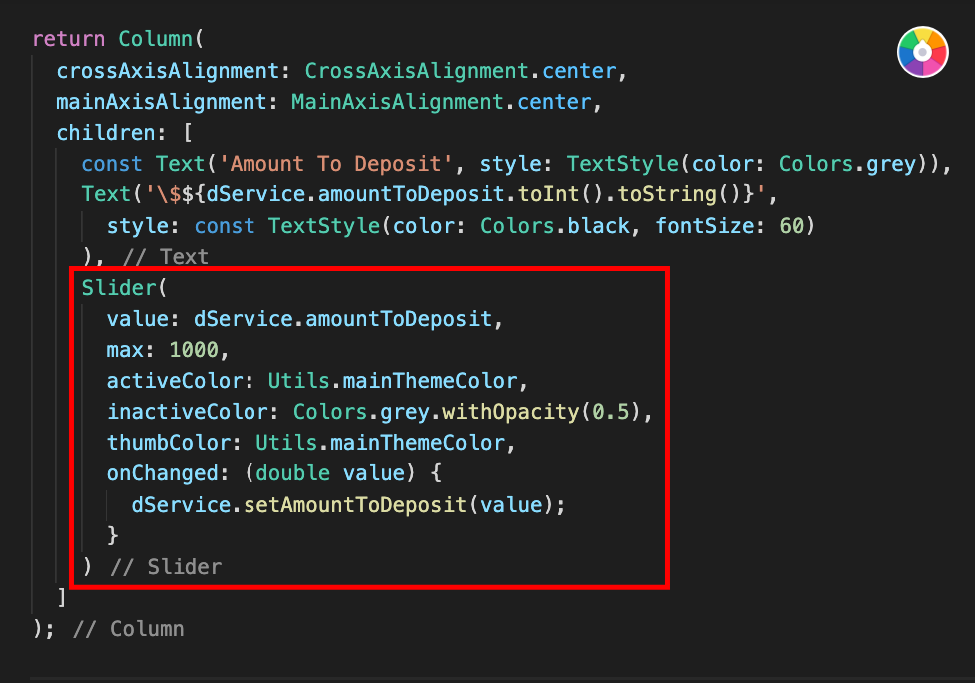 return Column(
crossAxisAlignment: CrossAxisAlignment.center,
mainAxisAlignment: MainAxisAlignment.center,
children: [
const Text('Amount To Deposit', style: TextStyle(color: Colors.grey)),
Text('\$${dService.amountToDeposit.toInt().toString()}',
style: const TextStyle(color: Colors.black, fontSize: 60)
), // Text
Slider(
value: dService.amountToDeposit,
max: 1000,
activeColor: Utils.mainThemeColor,
inactiveColor: Colors.grey.withOpacity(0.5),
thumbColor: Utils.mainThemeColor,
onChanged: (double value) {
dService.setAmountToDeposit(value);
}
) // Slider
]
); // Column